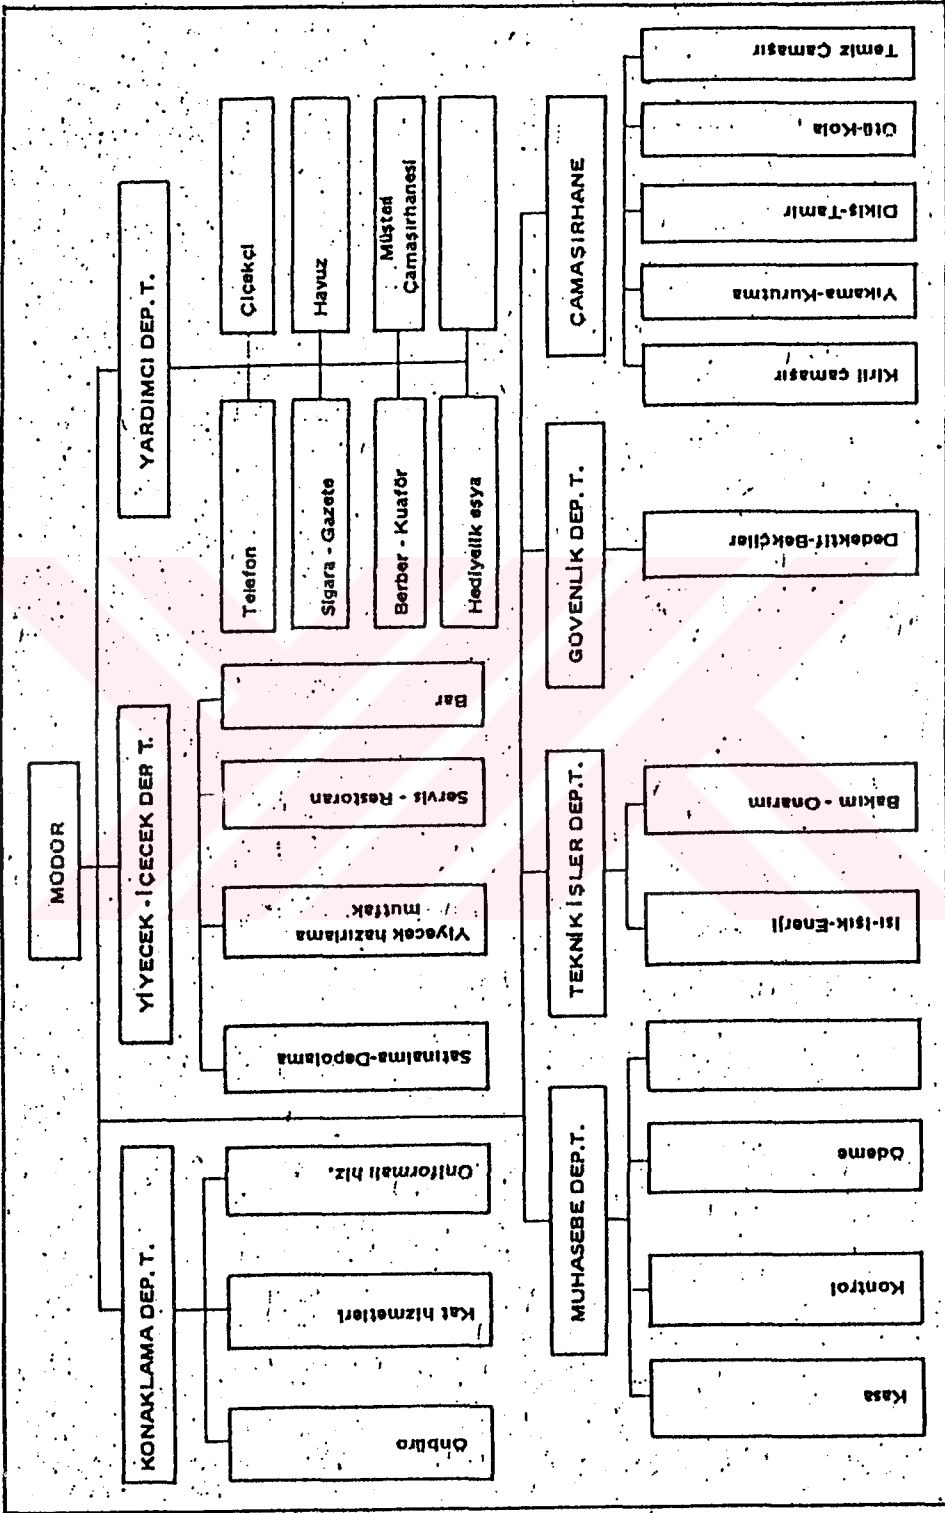 MÜDÜR
KONAKLAMA DEP. T.
YİYECEK - İÇECEK DEP. T.
YARDIMCI DEP. T.
Önbüro
Kat hizmetleri
Üniformalı hiz.
Satınalma-Depolama
Yiyecek hazırlama
mutfak
Servis - Restoran
Bar
Telefon
Çiçekçi
Sigara - Gazete
Havuz
Berber - Kuaför
Müşteri
Çamaşırhanesi
Hediyelik eşya
MUHASEBE DEP. T.
TEKNİK İŞLER DEP. T.
GÜVENLİK DEP. T.
ÇAMAŞIRHANE
Kasa
Kontrol
Ödeme
Isı-Işık-Enerji
Bakım - Onarım
Dedektif-Bekçiler
Kirli çamaşır
Yıkama-Kurutma
Dikiş-Tamir
Ütü-Kola
Temiz Çamaşır